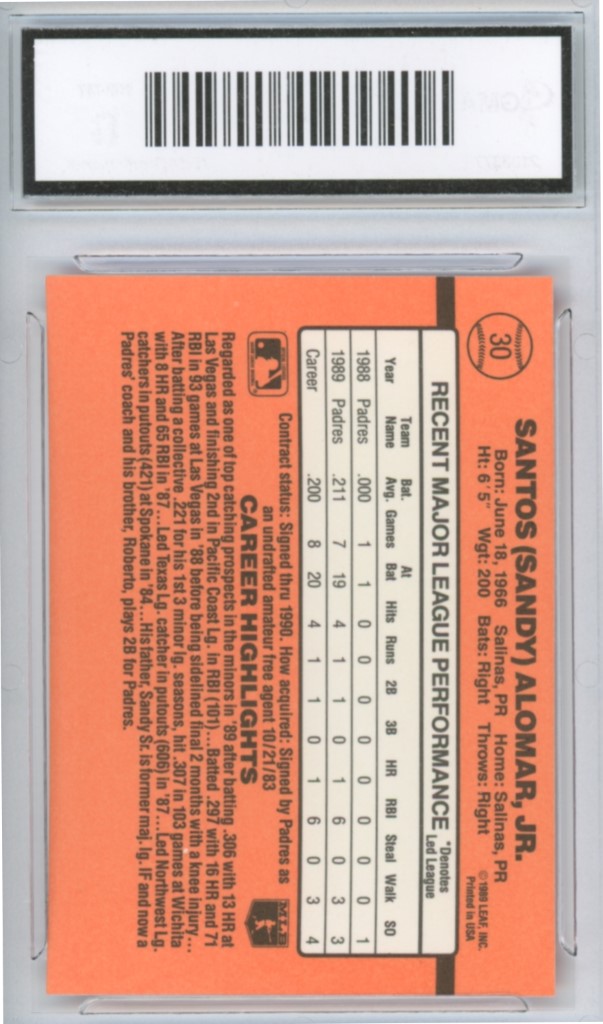 30
SANTOS (SANDY) ALOMAR, JR.
Born: June 18, 1966 Salinas, PR Home: Salinas, PR
Ht: 6' 5" Wgt: 200 Bats: Right Throws: Right
© 1989 LEAF, INC.
Printed in USA
RECENT MAJOR LEAGUE PERFORMANCE *Denotes Led League
Year Team Name Bat. Avg. Games At Bat Hits Runs 2B 3B HR RBI Steal Walk SO
1988 Padres .000 1 1 0 0 0 0 0 0 0 0 1
1989 Padres .211 7 19 4 1 1 0 1 6 0 3 3
Career .200 8 20 4 1 1 0 1 6 0 3 4
Contract status: Signed thru 1990. How acquired: Signed by Padres as
an undrafted amateur free agent 10/21/83
MLB
CAREER HIGHLIGHTS
Regarded as one of top catching prospects in the minors in '89 after batting .306 with 13 HR at
Las Vegas and finishing 2nd in Pacific Coast Lg. in RBI (101)...Batted .297 with 16 HR and 71
RBI in 93 games at Las Vegas in '88 before being sidelined final 2 months with a knee injury...
After batting a collective .221 for his 1st 3 minor lg. seasons, hit .307 in 103 games at Wichita
with 8 HR and 65 RBI in '87...Led Texas Lg. catcher in putouts (606) in '87...Led Northwest Lg.
catchers in putouts (421) at Spokane in '84...His father, Sandy Sr. is former maj. lg. IF and now a
Padres' coach and his brother, Roberto, plays 2B for Padres.